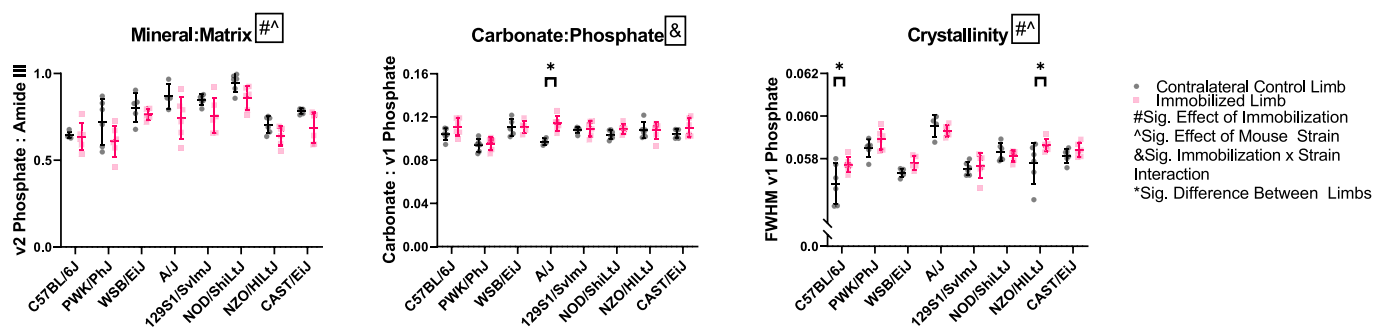 Mineral:Matrix #^
v2 Phosphate : Amide III
1.0
0.5
0.0
C57BL/6J
PWK/PhJ
WSB/EiJ
A/J
129S1/SvImJ
NOD/ShiLtJ
NZO/HILtJ
CAST/EiJ
Carbonate:Phosphate &
Carbonate : v1 Phosphate
0.16
0.12
0.08
0.04
0.00
*
C57BL/6J
PWK/PhJ
WSB/EiJ
A/J
129S1/SvImJ
NOD/ShiLtJ
NZO/HILtJ
CAST/EiJ
Crystallinity #^
FWHM v1 Phosphate
0.062
0.060
0.058
0.0
*
*
C57BL/6J
PWK/PhJ
WSB/EiJ
A/J
129S1/SvImJ
NOD/ShiLtJ
NZO/HILtJ
CAST/EiJ
Contralateral Control Limb
Immobilized Limb
#Sig. Effect of Immobilization
^Sig. Effect of Mouse Strain
&Sig. Immobilization x Strain
Interaction
*Sig. Difference Between Limbs